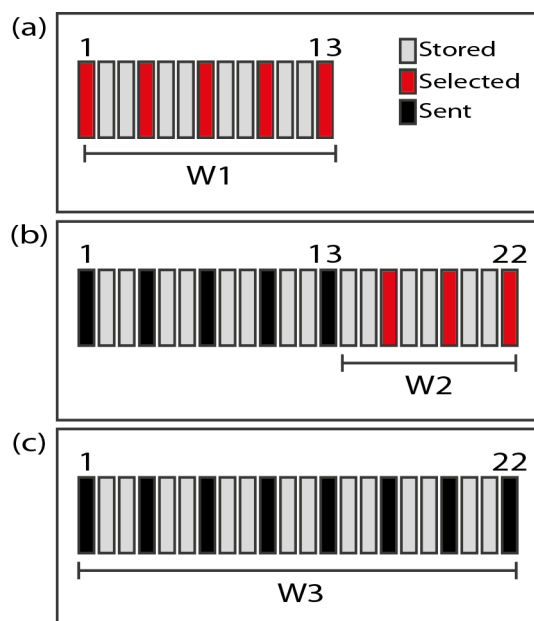 (a)
1 13
Stored
Selected
Sent
W1
(b)
1 13 22
W2
(c)
1 22
W3